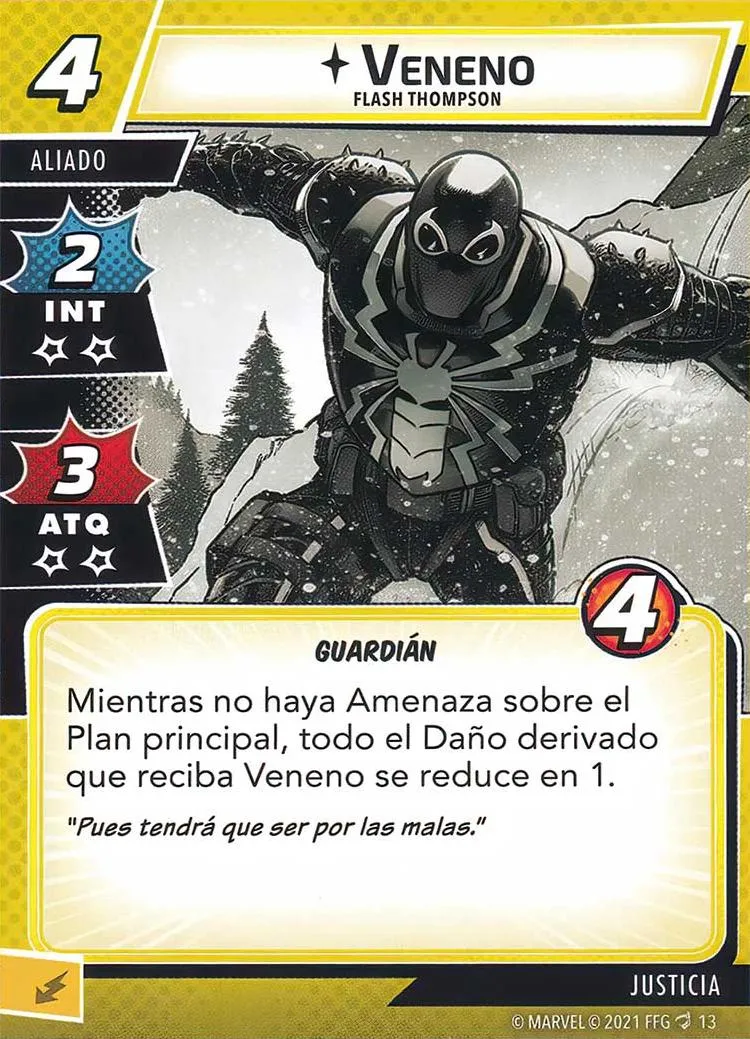 4
VENENO
FLASH THOMPSON
ALIADO
2
INT
3
ATQ
4
GUARDIÁN
Mientras no haya Amenaza sobre el
Plan principal, todo el Daño derivado
que reciba Veneno se reduce en 1.
"Pues tendrá que ser por las malas."
JUSTICIA
© MARVEL © 2021 FFG 13